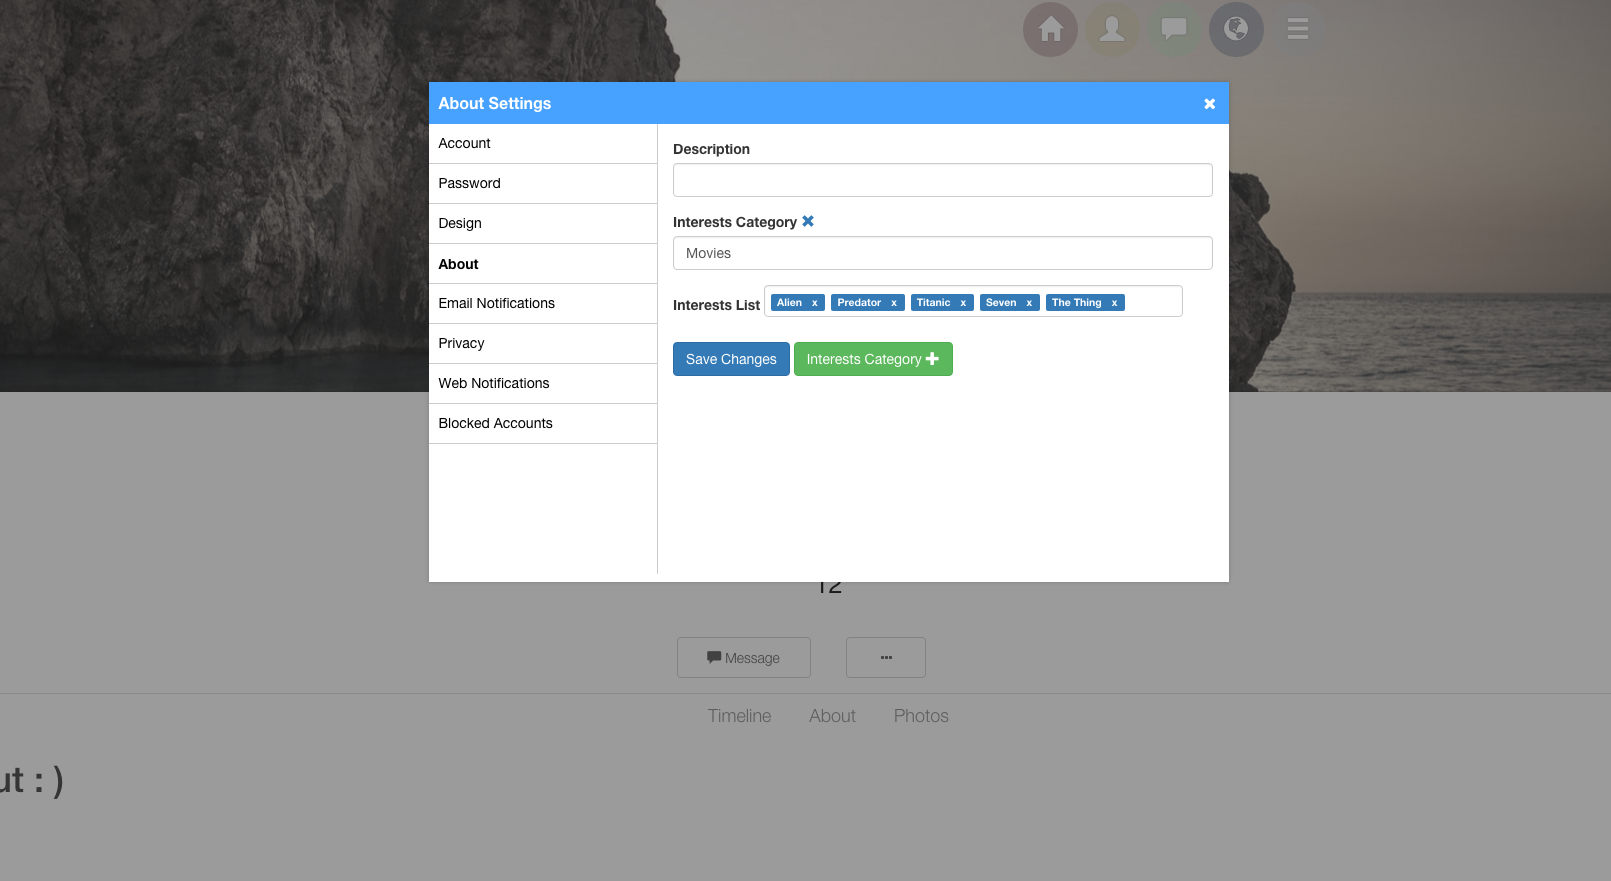 About Settings
Account
Password
Design
About
Email Notifications
Privacy
Web Notifications
Blocked Accounts
Description
Interests Category
Movies
Interests List Alien x Predator x Titanic x Seven x The Thing x
Save Changes Interests Category
12
Message ...
Timeline About Photos
ut : )